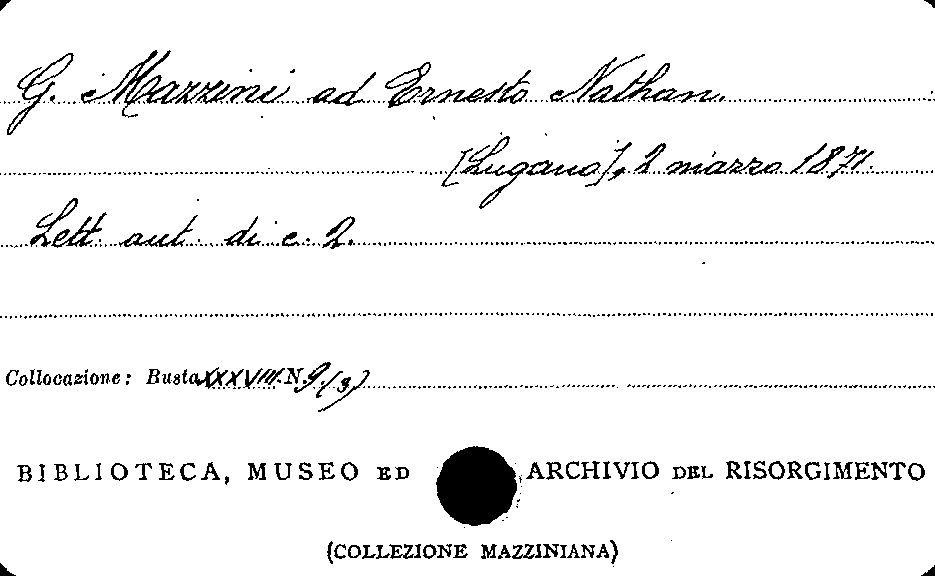 G. Mazzini ad Ernesto Nathan.
[Lugano], 2 marzo 1871.
Lett. aut. di c. 2.
Collocazione: Busta XXXVIII N. 9 (3)
BIBLIOTECA, MUSEO ED ARCHIVIO DEL RISORGIMENTO
(COLLEZIONE MAZZINIANA)